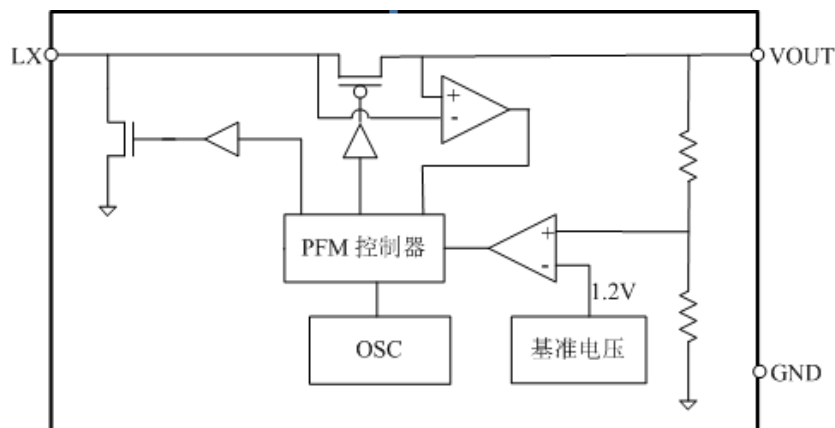 LX
VOUT
+
-
PFM 控制器
+
-
1.2V
OSC
基准电压
GND